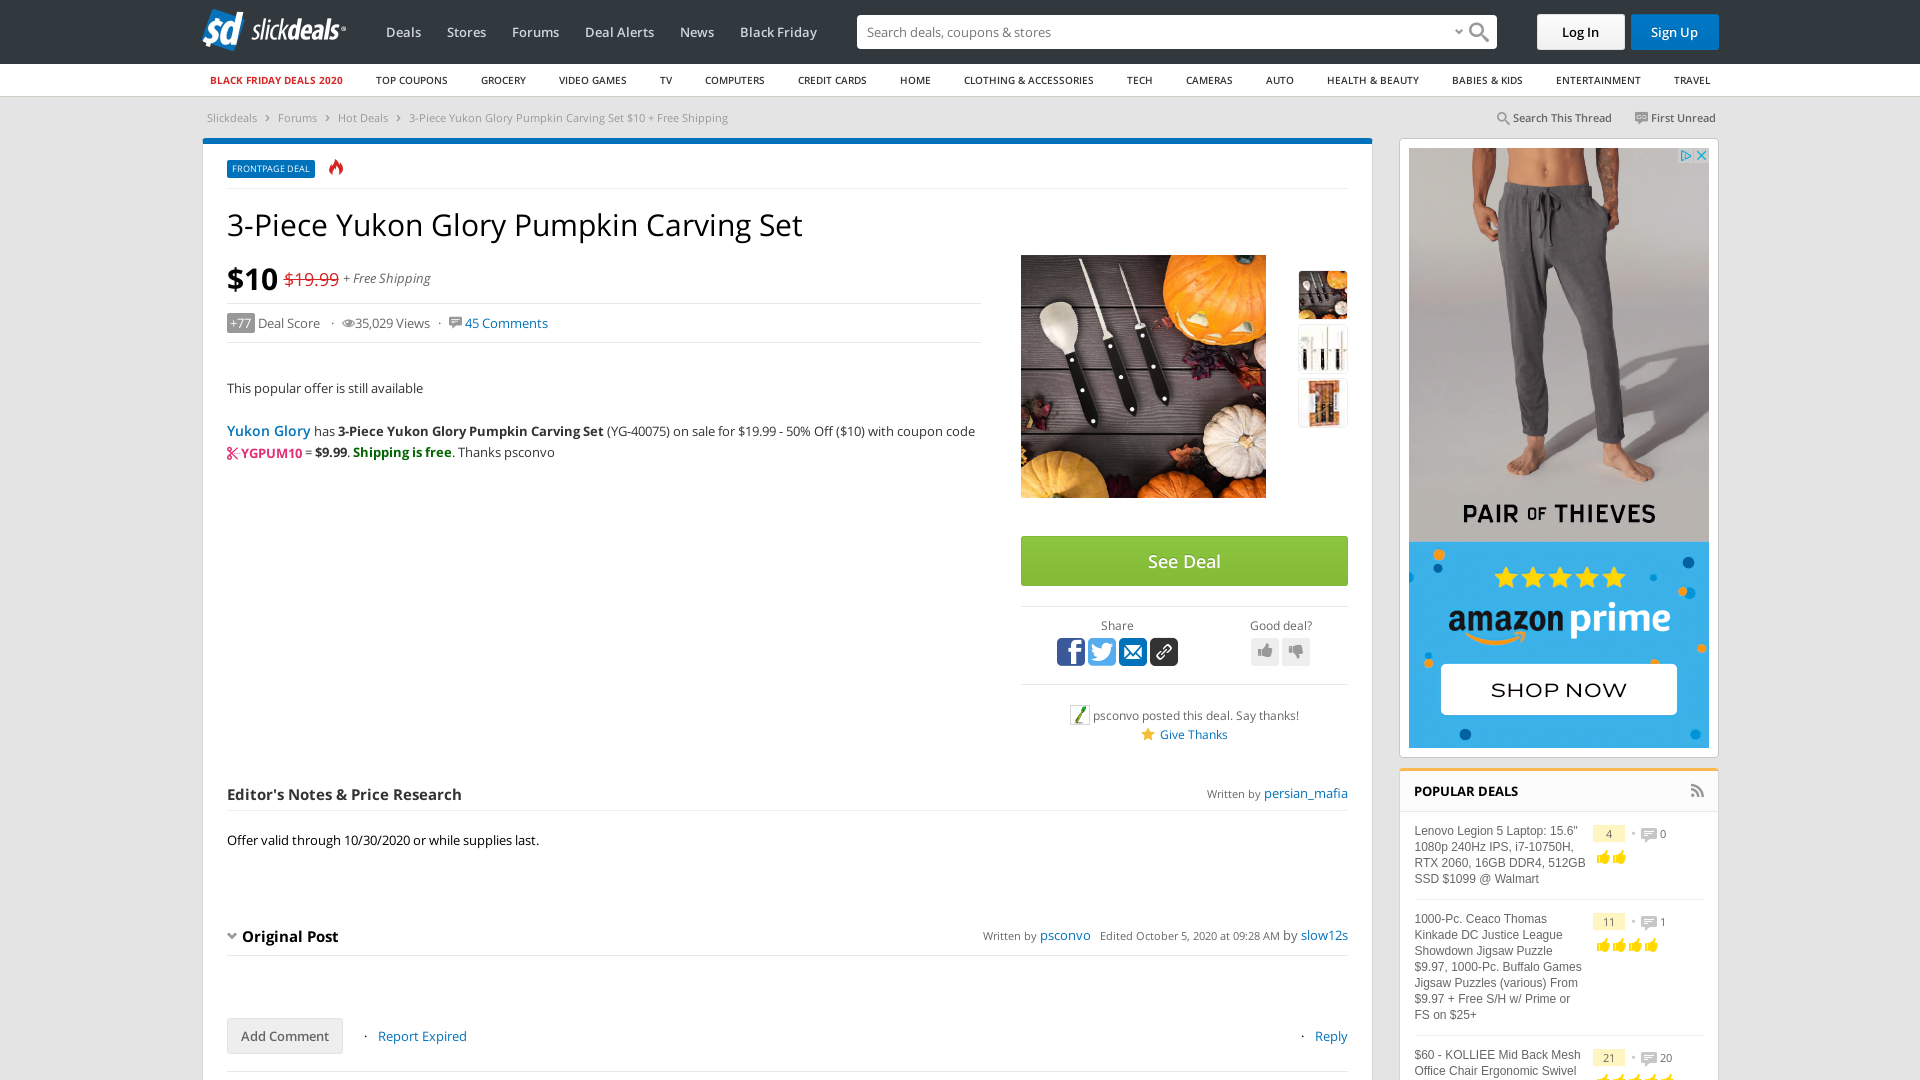 sd slickdeals
Deals Stores Forums Deal Alerts News Black Friday
Search deals, coupons & stores
Log In
Sign Up
BLACK FRIDAY DEALS 2020 TOP COUPONS GROCERY VIDEO GAMES TV COMPUTERS CREDIT CARDS HOME CLOTHING & ACCESSORIES TECH CAMERAS AUTO HEALTH & BEAUTY BABIES & KIDS ENTERTAINMENT TRAVEL
Slickdeals > Forums > Hot Deals > 3-Piece Yukon Glory Pumpkin Carving Set $10 + Free Shipping
Search This Thread First Unread
FRONTPAGE DEAL
3-Piece Yukon Glory Pumpkin Carving Set
$10 $19.99 + Free Shipping
+77 Deal Score · 35,029 Views · 45 Comments
This popular offer is still available
Yukon Glory has 3-Piece Yukon Glory Pumpkin Carving Set (YG-40075) on sale for $19.99 - 50% Off ($10) with coupon code
YGPUM10 = $9.99. Shipping is free. Thanks psconvo
See Deal
Share
Good deal?
psconvo posted this deal. Say thanks!
Give Thanks
Editor's Notes & Price Research
Written by persian_mafia
Offer valid through 10/30/2020 or while supplies last.
Original Post
Written by psconvo Edited October 5, 2020 at 09:28 AM by slow12s
Add Comment · Report Expired
· Reply
PAIR OF THIEVES
amazon prime
SHOP NOW
POPULAR DEALS
Lenovo Legion 5 Laptop: 15.6"
1080p 240Hz IPS, i7-10750H,
RTX 2060, 16GB DDR4, 512GB
SSD $1099 @ Walmart
4 • 0
1000-Pc. Ceaco Thomas
Kinkade DC Justice League
Showdown Jigsaw Puzzle
$9.97, 1000-Pc. Buffalo Games
Jigsaw Puzzles (various) From
$9.97 + Free S/H w/ Prime or
FS on $25+
11 • 1
$60 - KOLLIEE Mid Back Mesh
Office Chair Ergonomic Swivel
21 • 20